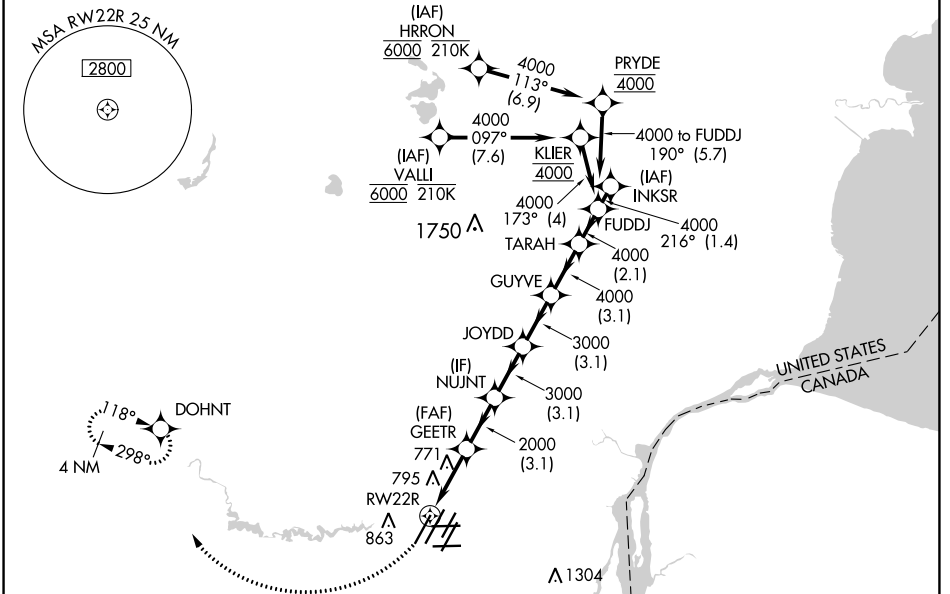 MSA RW22R 25 NM
2800
(IAF)
HRRON
6000 210K
4000
113°
(6.9)
PRYDE
4000
4000
097°
(7.6)
(IAF)
VALLI
6000 210K
KLIER
4000
4000 to FUDDJ
190° (5.7)
(IAF)
INKSR
4000
173° (4)
FUDDJ
4000
216° (1.4)
1750
TARAH
4000
(2.1)
GUYVE
4000
(3.1)
JOYDD
3000
(3.1)
(IF)
NUJNT
3000
(3.1)
(FAF)
GEETR
2000
(3.1)
UNITED STATES
CANADA
118°
DOHNT
298°
4 NM
771
795
RW22R
863
1304